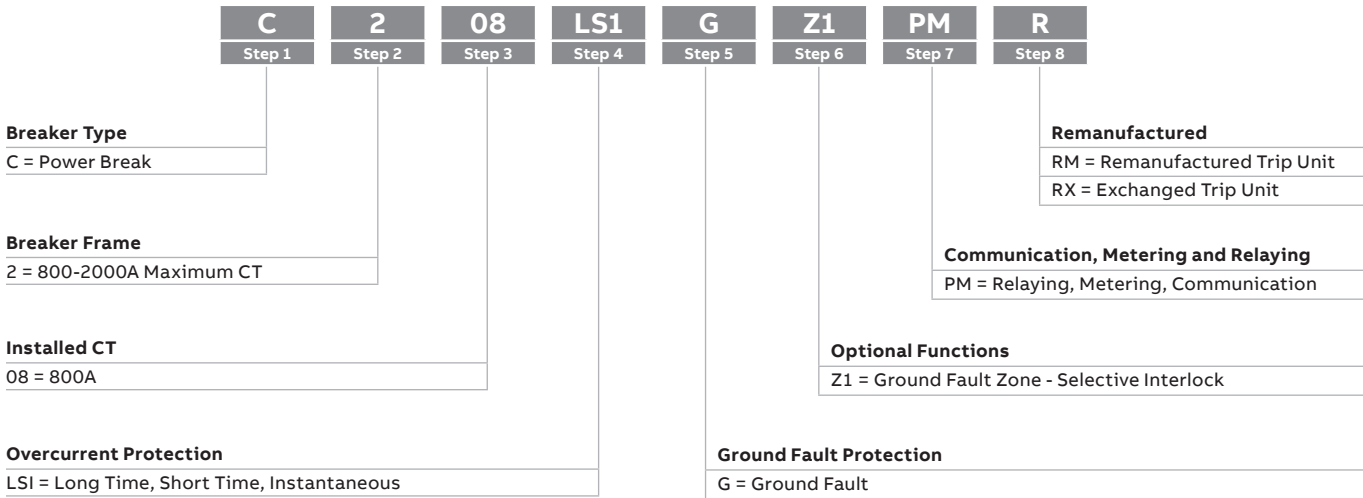 C 2 08 LS1 G Z1 PM R
Step 1 Step 2 Step 3 Step 4 Step 5 Step 6 Step 7 Step 8
Breaker Type
C = Power Break
Remanufactured
RM = Remanufactured Trip Unit
RX = Exchanged Trip Unit
Breaker Frame
2 = 800-2000A Maximum CT
Communication, Metering and Relaying
PM = Relaying, Metering, Communication
Installed CT
08 = 800A
Optional Functions
Z1 = Ground Fault Zone - Selective Interlock
Overcurrent Protection
LSI = Long Time, Short Time, Instantaneous
Ground Fault Protection
G = Ground Fault